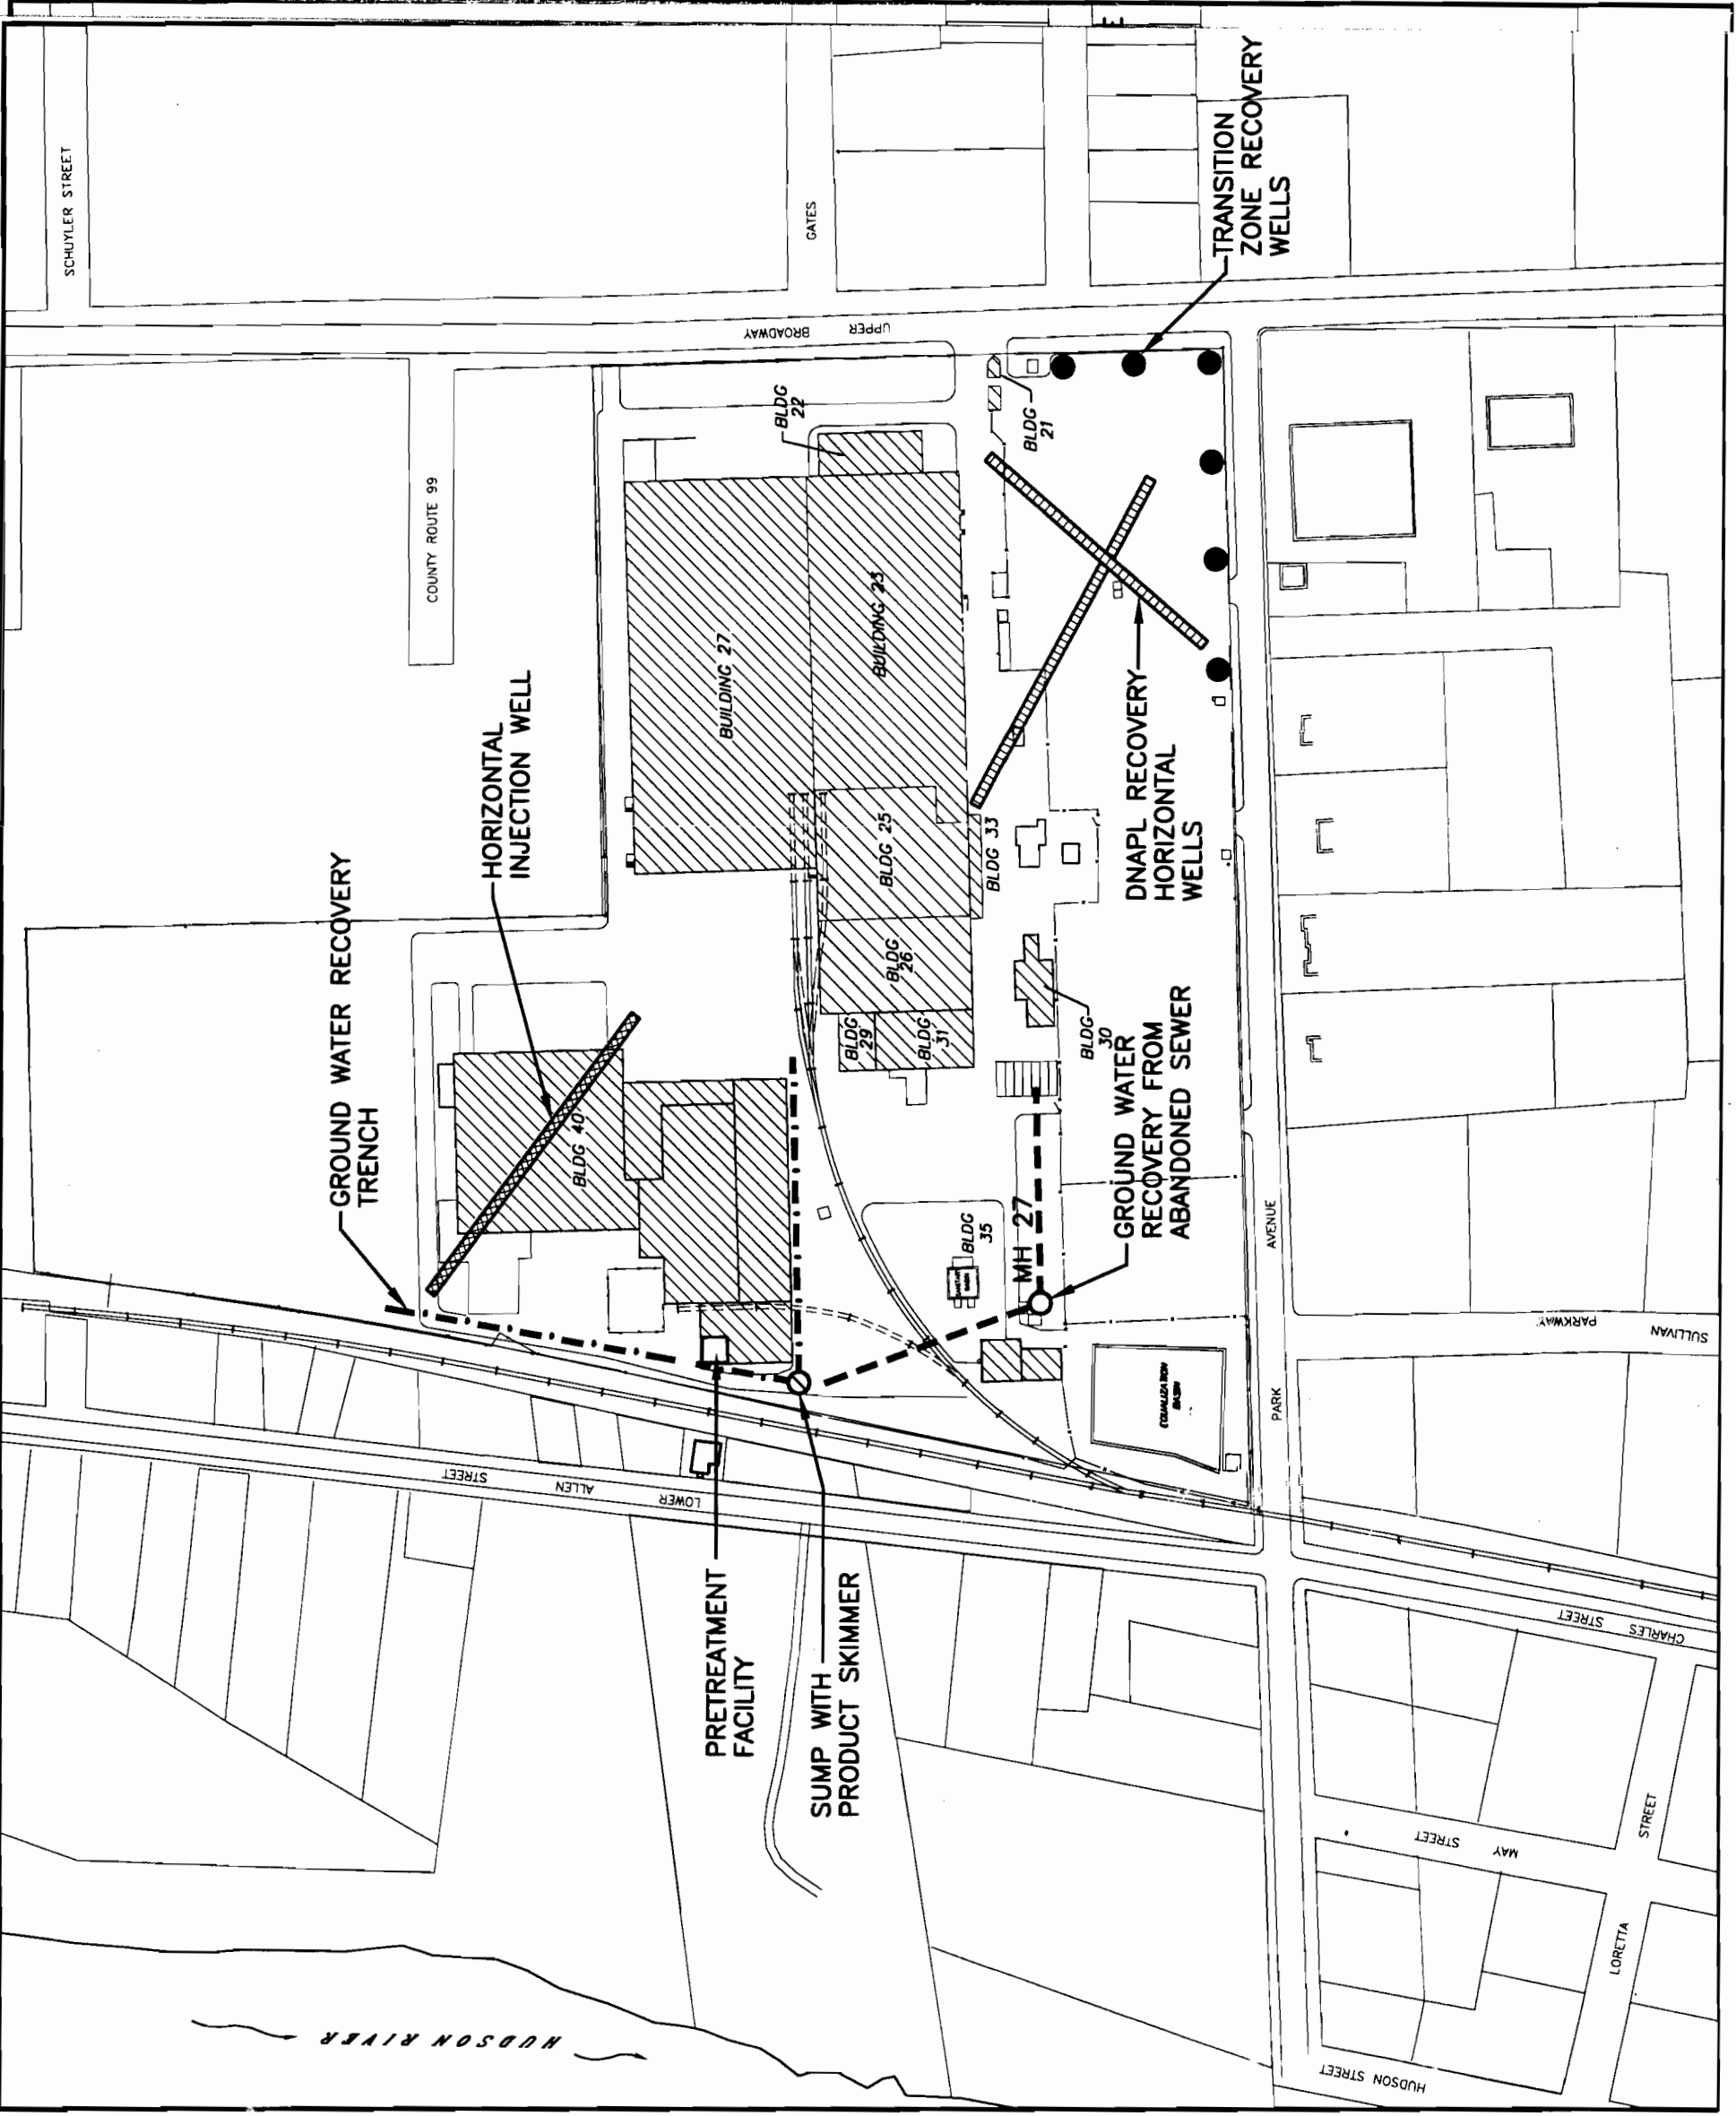 SCHUYLER STREET
GATES
E
TRANSITION
ZONE RECOVERY
WELLS
UPPER BROADWAY
COUNTY ROUTE 99
BLDG
22
BLDG
21
BUILDING 27
BUILDING 23
HORIZONTAL
INJECTION WELL
GROUND WATER RECOVERY
TRENCH
BLDG 25
BLDG 33
DNAPL RECOVERY
HORIZONTAL
WELLS
BLDG
26
BLDG
29
BLDG
31
BLDG
30
BLDG 40
GROUND WATER
RECOVERY FROM
ABANDONED SEWER
MH 27
BLDG
35
EQUALIZATION
BASIN
PARK AVENUE
SULLIVAN PARKWAY
LOWER ALLEN STREET
PRETREATMENT
FACILITY
SUMP WITH
PRODUCT SKIMMER
CHARLES STREET
MAY STREET
LORETTA STREET
HUDSON STREET
HUDSON RIVER